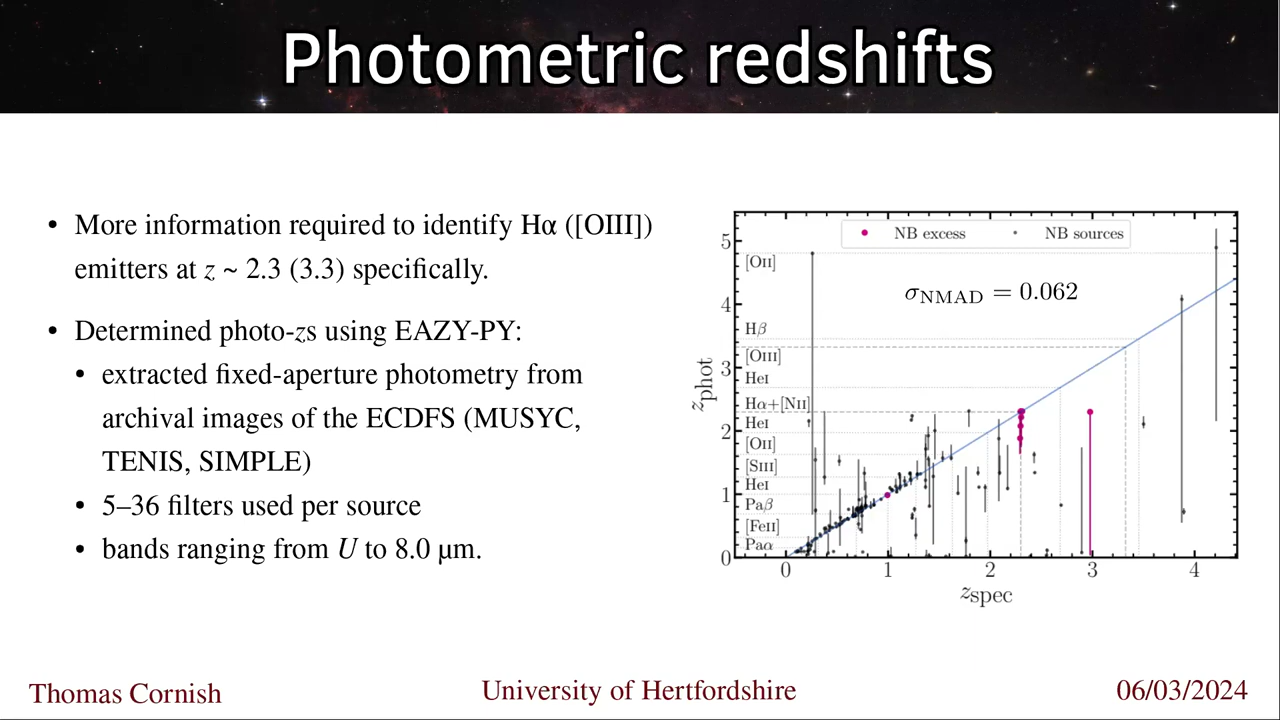 Photometric redshifts
• More information required to identify Hα ([OIII])
emitters at z ~ 2.3 (3.3) specifically.
• Determined photo-zs using EAZY-PY:
• extracted fixed-aperture photometry from
archival images of the ECDFS (MUSYC,
TENIS, SIMPLE)
• 5–36 filters used per source
• bands ranging from U to 8.0 μm.
NB excess NB sources
σNMAD = 0.062
5
[OII]
4
Hβ
[OIII]
3
HeI
Hα+[NII]
HeI
2
[OII]
[SIII]
HeI
1
Paβ
[FeII]
Paα
0
zphot
0 1 2 3 4
zspec
Thomas Cornish University of Hertfordshire 06/03/2024